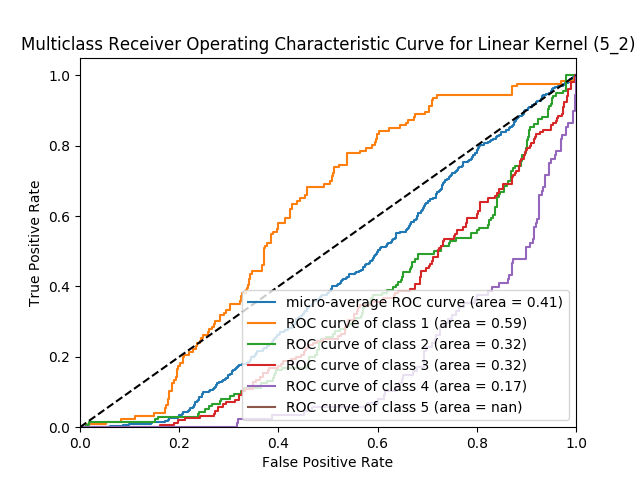 Multiclass Receiver Operating Characteristic Curve for Linear Kernel (5_2)
1.0
0.8
0.6
0.4
0.2
0.0
True Positive Rate
micro-average ROC curve (area = 0.41)
ROC curve of class 1 (area = 0.59)
ROC curve of class 2 (area = 0.32)
ROC curve of class 3 (area = 0.32)
ROC curve of class 4 (area = 0.17)
ROC curve of class 5 (area = nan)
0.0 0.2 0.4 0.6 0.8 1.0
False Positive Rate